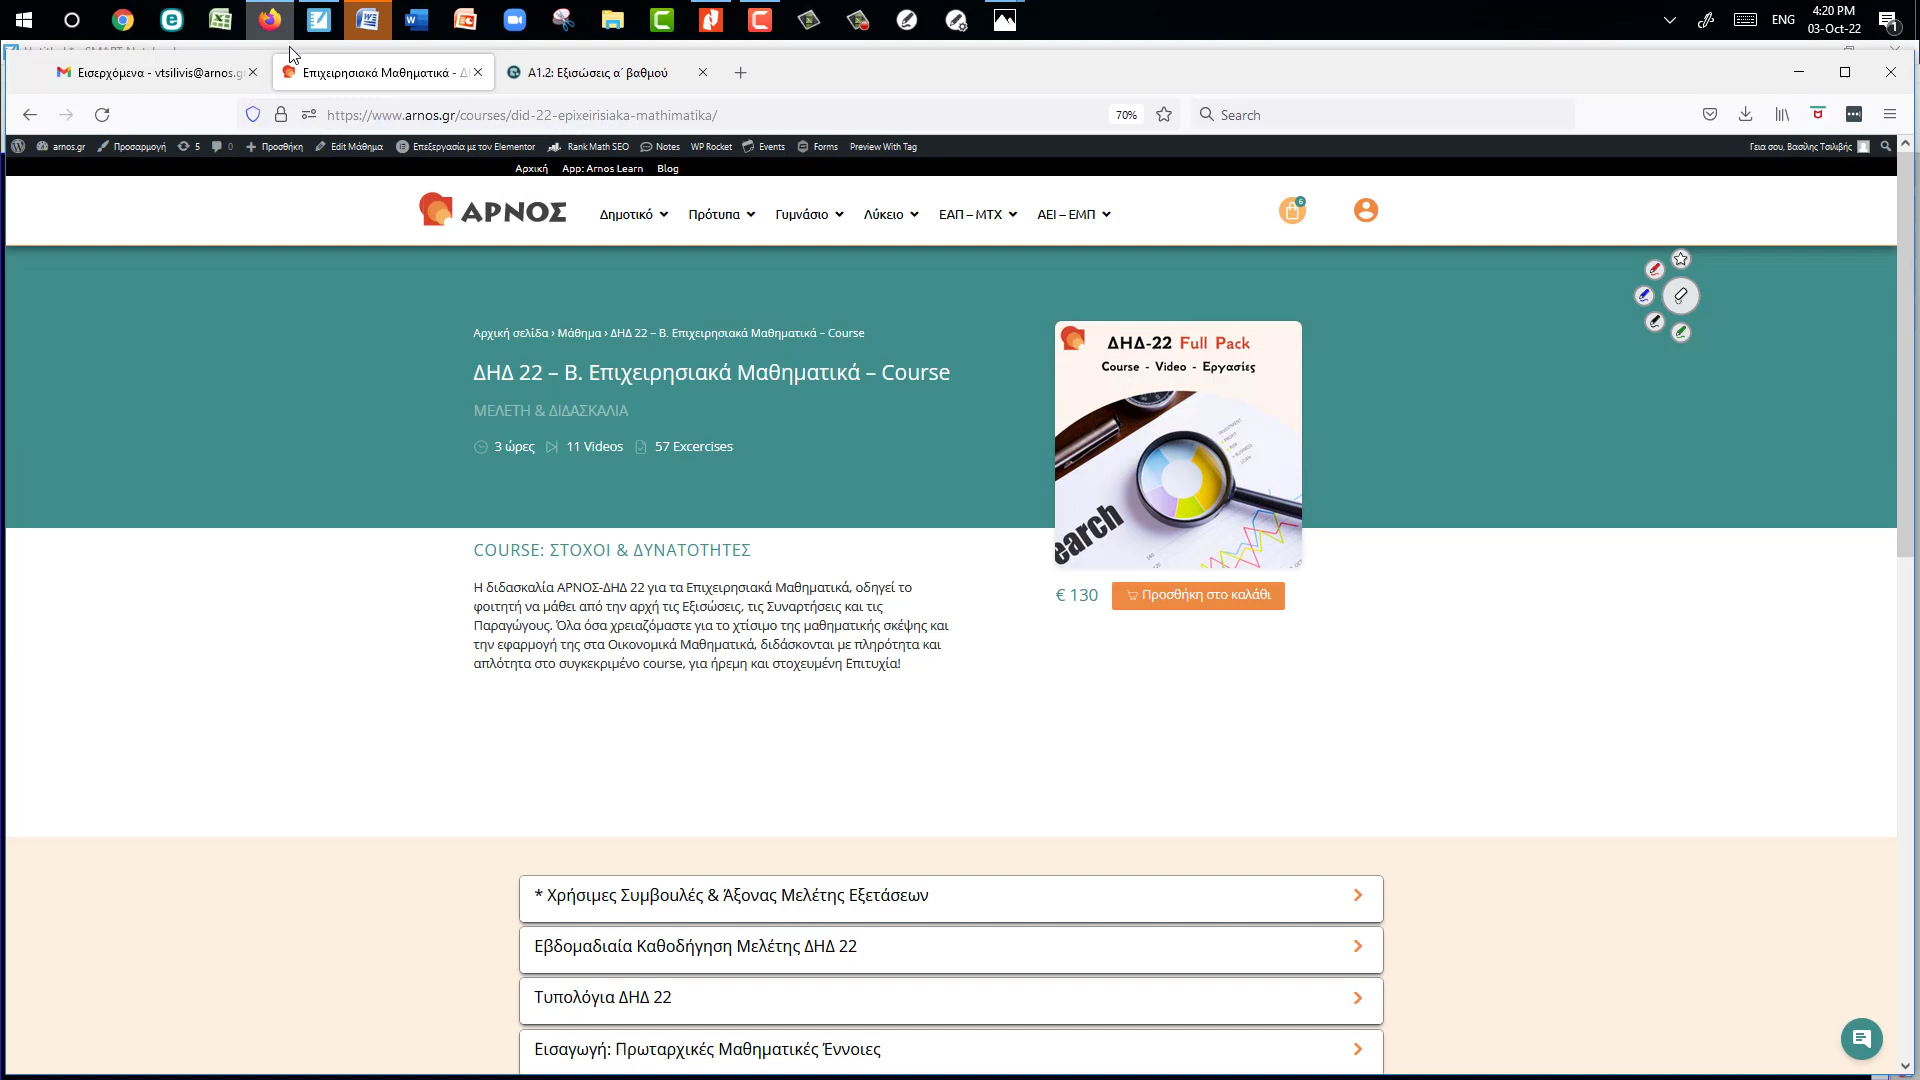 4:20 PM
ENG
03-Oct-22
1
Εισερχόμενα - vtsilivis@arnos.g
Επιχειρησιακά Μαθηματικά - Δ
Α1.2: Εξισώσεις α΄ βαθμού
https://www.arnos.gr/courses/did-22-epixeirisiaka-mathimatika/
70%
Search
arnos.gr
Προσαρμογή
5
0
Προσθήκη
Edit Μάθημα
Επεξεργασία με τον Elementor
Rank Math SEO
Notes
WP Rocket
Events
Forms
Preview With Tag
Γεια σου, Βασίλης Τσιλιβής
Αρχική
App: Arnos Learn
Blog
ΑΡΝΟΣ
Δημοτικό
Πρότυπα
Γυμνάσιο
Λύκειο
ΕΑΠ – ΜΤΧ
ΑΕΙ – ΕΜΠ
6
Αρχική σελίδα › Μάθημα › ΔΗΔ 22 – Β. Επιχειρησιακά Μαθηματικά – Course
ΔΗΔ 22 – Β. Επιχειρησιακά Μαθηματικά – Course
ΜΕΛΕΤΗ & ΔΙΔΑΣΚΑΛΙΑ
3 ώρες
11 Videos
57 Excercises
ΔΗΔ-22 Full Pack
Course - Video - Εργασίες
earch
COURSE: ΣΤΟΧΟΙ & ΔΥΝΑΤΟΤΗΤΕΣ
Η διδασκαλία ΑΡΝΟΣ-ΔΗΔ 22 για τα Επιχειρησιακά Μαθηματικά, οδηγεί το
φοιτητή να μάθει από την αρχή τις Εξισώσεις, τις Συναρτήσεις και τις
Παραγώγους. Όλα όσα χρειαζόμαστε για το χτίσιμο της μαθηματικής σκέψης και
την εφαρμογή της στα Οικονομικά Μαθηματικά, διδάσκονται με πληρότητα και
απλότητα στο συγκεκριμένο course, για ήρεμη και στοχευμένη Επιτυχία!
€ 130
Προσθήκη στο καλάθι
* Χρήσιμες Συμβουλές & Άξονας Μελέτης Εξετάσεων
Εβδομαδιαία Καθοδήγηση Μελέτης ΔΗΔ 22
Τυπολόγια ΔΗΔ 22
Εισαγωγή: Πρωταρχικές Μαθηματικές Έννοιες